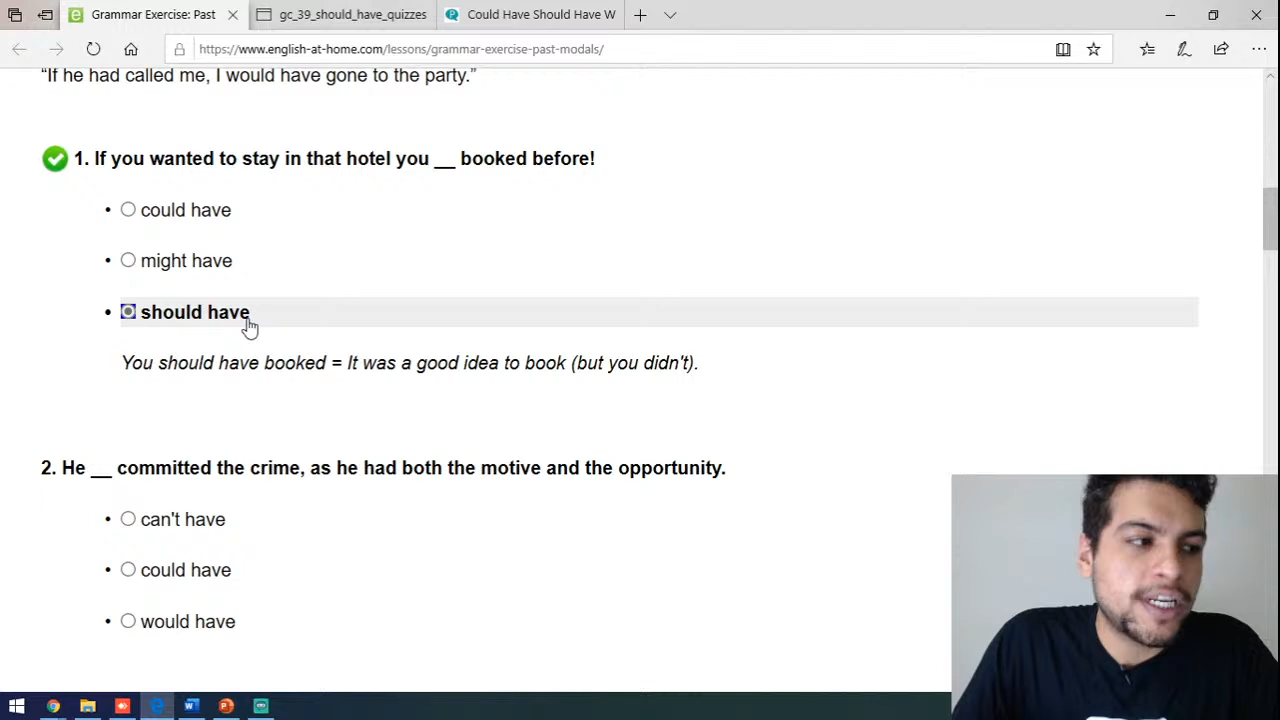 Grammar Exercise: Past
gc_39_should_have_quizzes
Could Have Should Have W
https://www.english-at-home.com/lessons/grammar-exercise-past-modals/
“If he had called me, I would have gone to the party.”
1. If you wanted to stay in that hotel you __ booked before!
• could have
• might have
• should have
You should have booked = It was a good idea to book (but you didn't).
2. He __ committed the crime, as he had both the motive and the opportunity.
• can't have
• could have
• would have